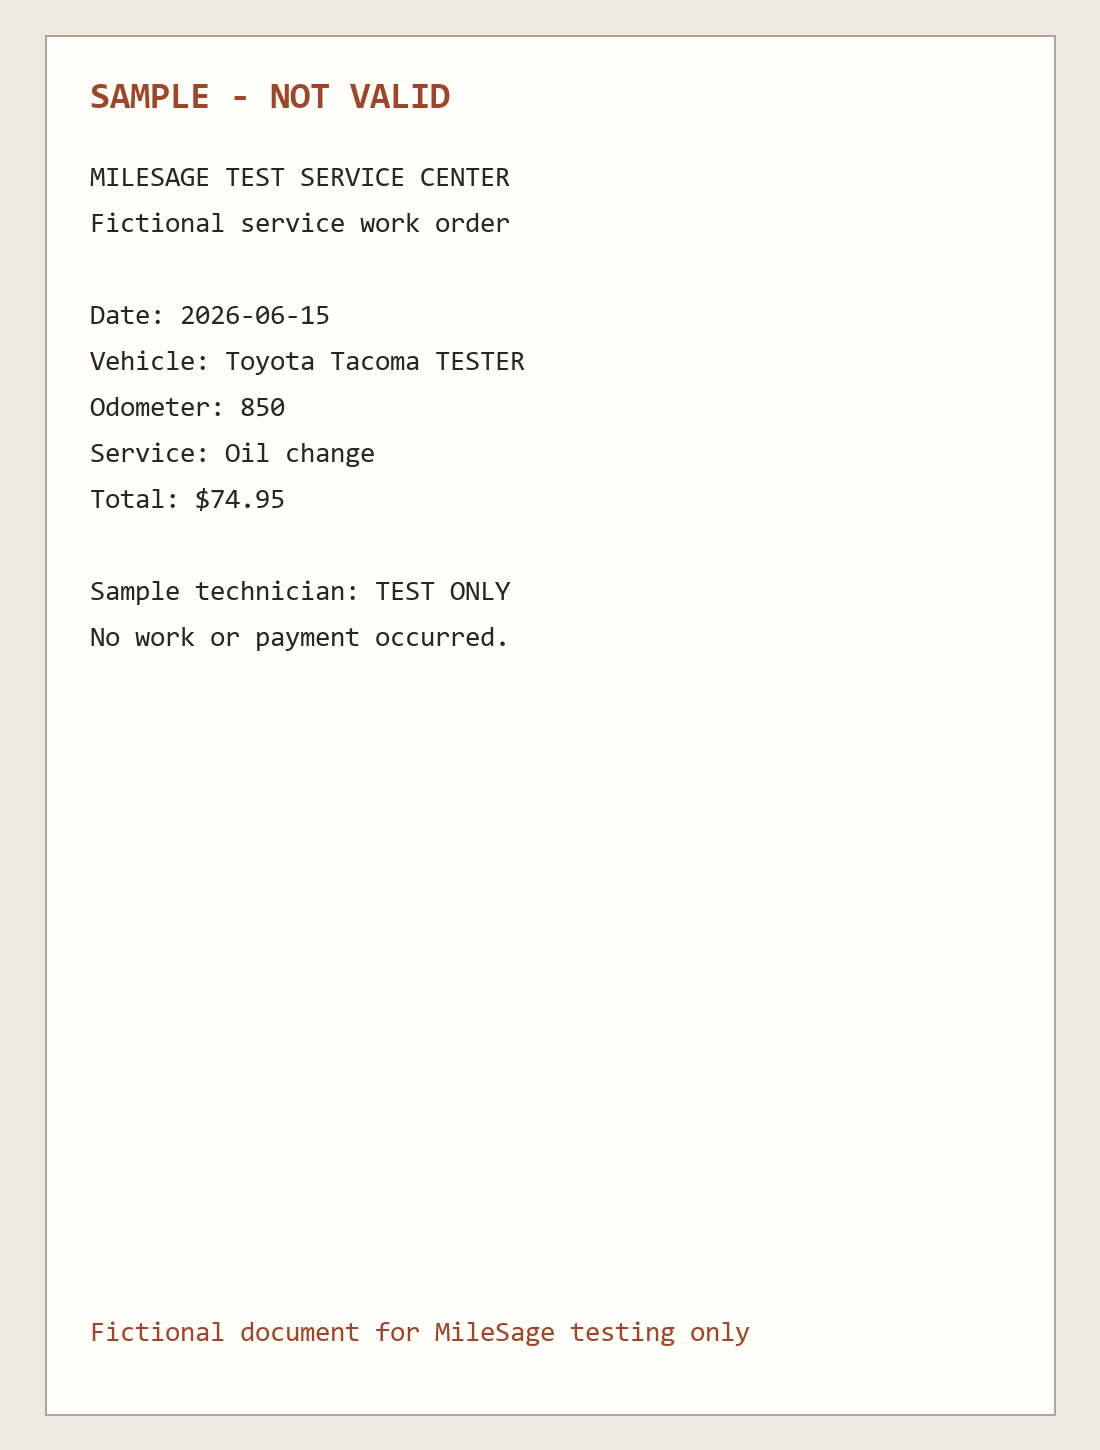 SAMPLE - NOT VALID
MILESAGE TEST SERVICE CENTER
Fictional service work order
Date: 2026-06-15
Vehicle: Toyota Tacoma TESTER
Odometer: 850
Service: Oil change
Total: $74.95
Sample technician: TEST ONLY
No work or payment occurred.
Fictional document for MileSage testing only